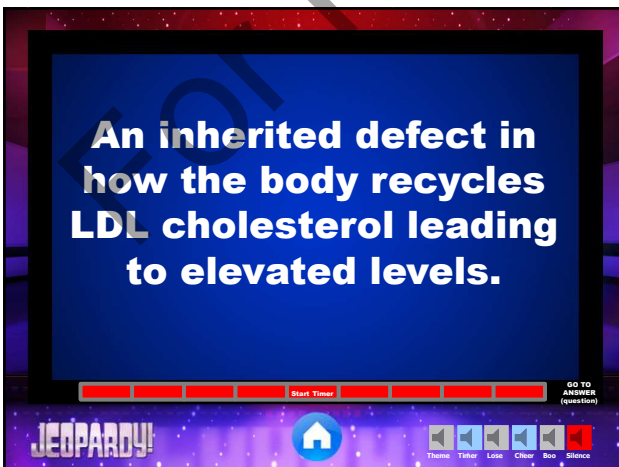 An inherited defect in
how the body recycles
LDL cholesterol leading
to elevated levels.
Start Timer
GO TO
ANSWER
(question)
JEOPARDY!
Theme Timer Lose Cheer Boo Silence
For